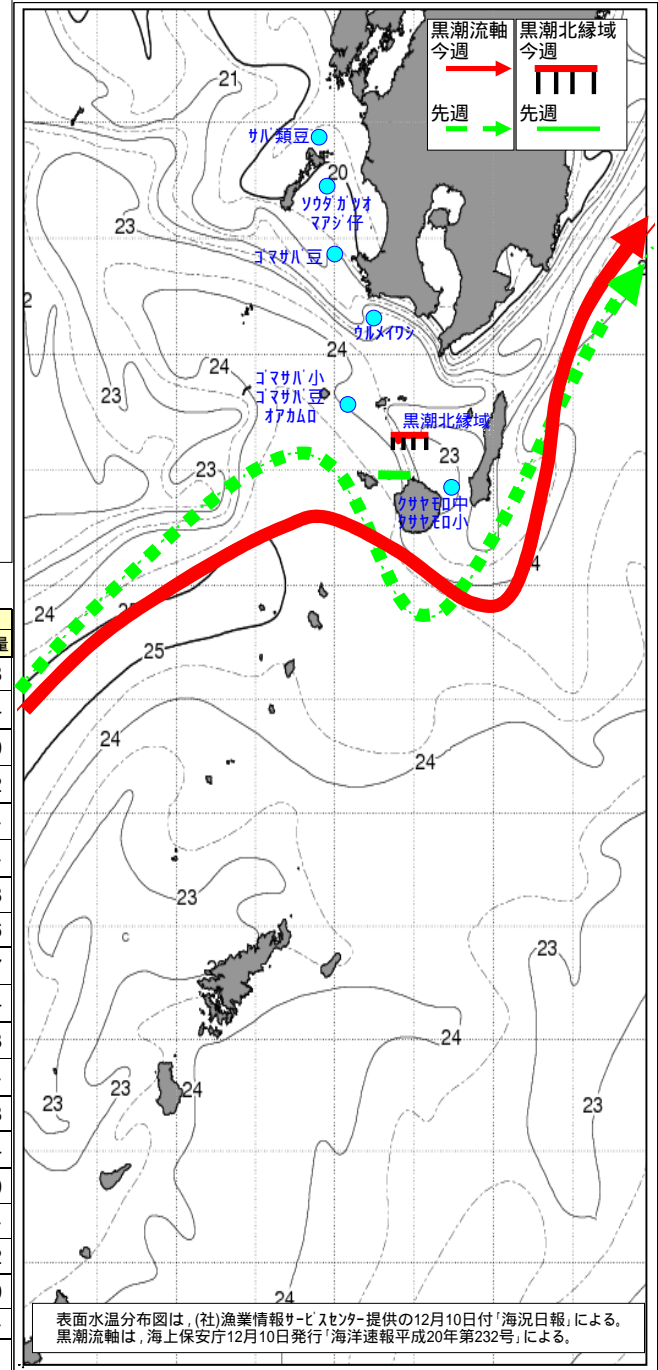 黒潮流軸
今週
先週
黒潮北縁域
今週
先週
21
サバ類豆
20
ソウダガツオ
マアジ仔
23
ゴマサバ豆
ウルメイワシ
24
24
ゴマサバ小
ゴマサバ豆
オアカムロ
23
黒潮北縁域
23
23
クサヤモロ中
クサヤモロ小
24
25
24
24
23
23
24
23
23
24
23
24
表面水温分布図は，(社)漁業情報サービスセンター提供の12月10日付「海況日報」による。
黒潮流軸は，海上保安庁12月10日発行「海洋速報平成20年第232号」による。
量